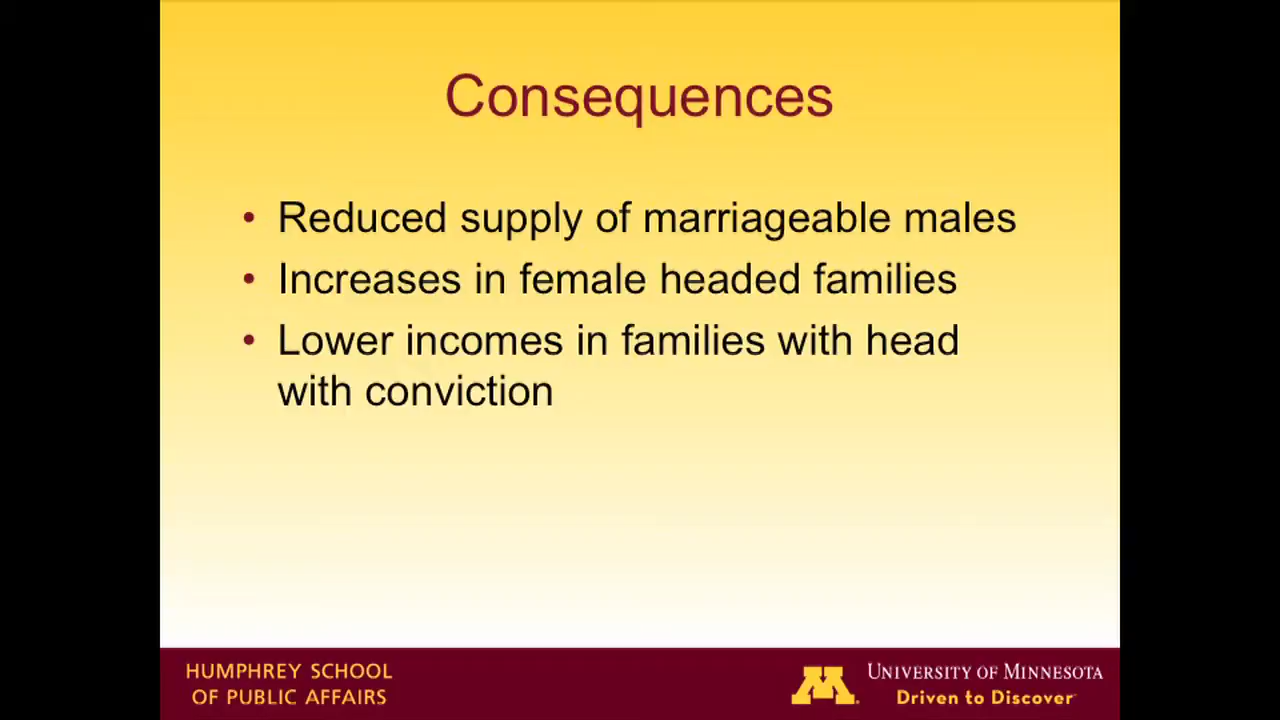 Consequences
• Reduced supply of marriageable males
• Increases in female headed families
• Lower incomes in families with head
with conviction
HUMPHREY SCHOOL
OF PUBLIC AFFAIRS
M
UNIVERSITY OF MINNESOTA
Driven to Discover